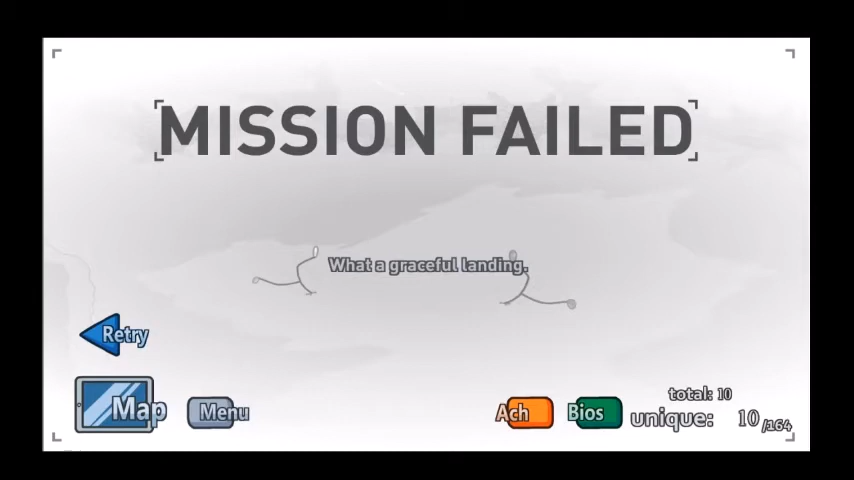 MISSION FAILED
What a graceful landing.
Retry
Map
Menu
Ach
Bios
total: 10
unique: 10/164